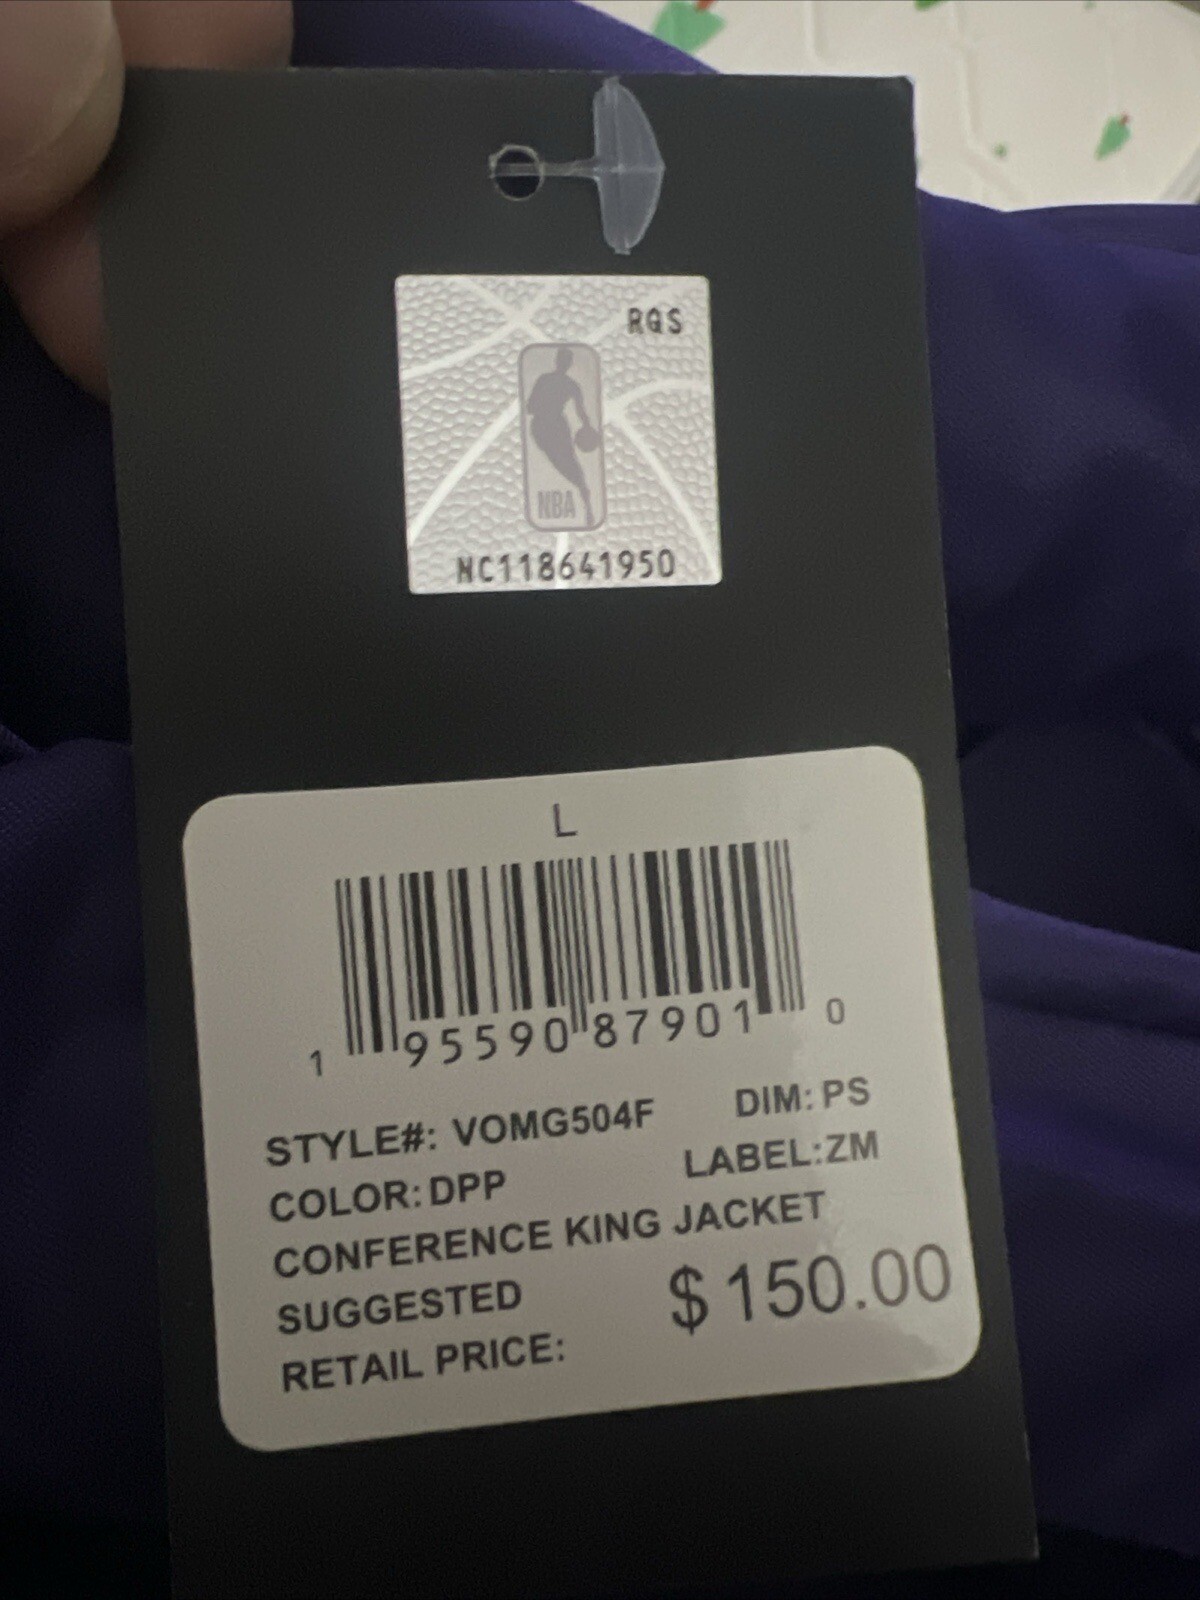 RGS
NBA
NC118641950
L
1 95590 87901 0
STYLE#: VOMG504F DIM: PS
COLOR: DPP LABEL:ZM
CONFERENCE KING JACKET
SUGGESTED $150.00
RETAIL PRICE: